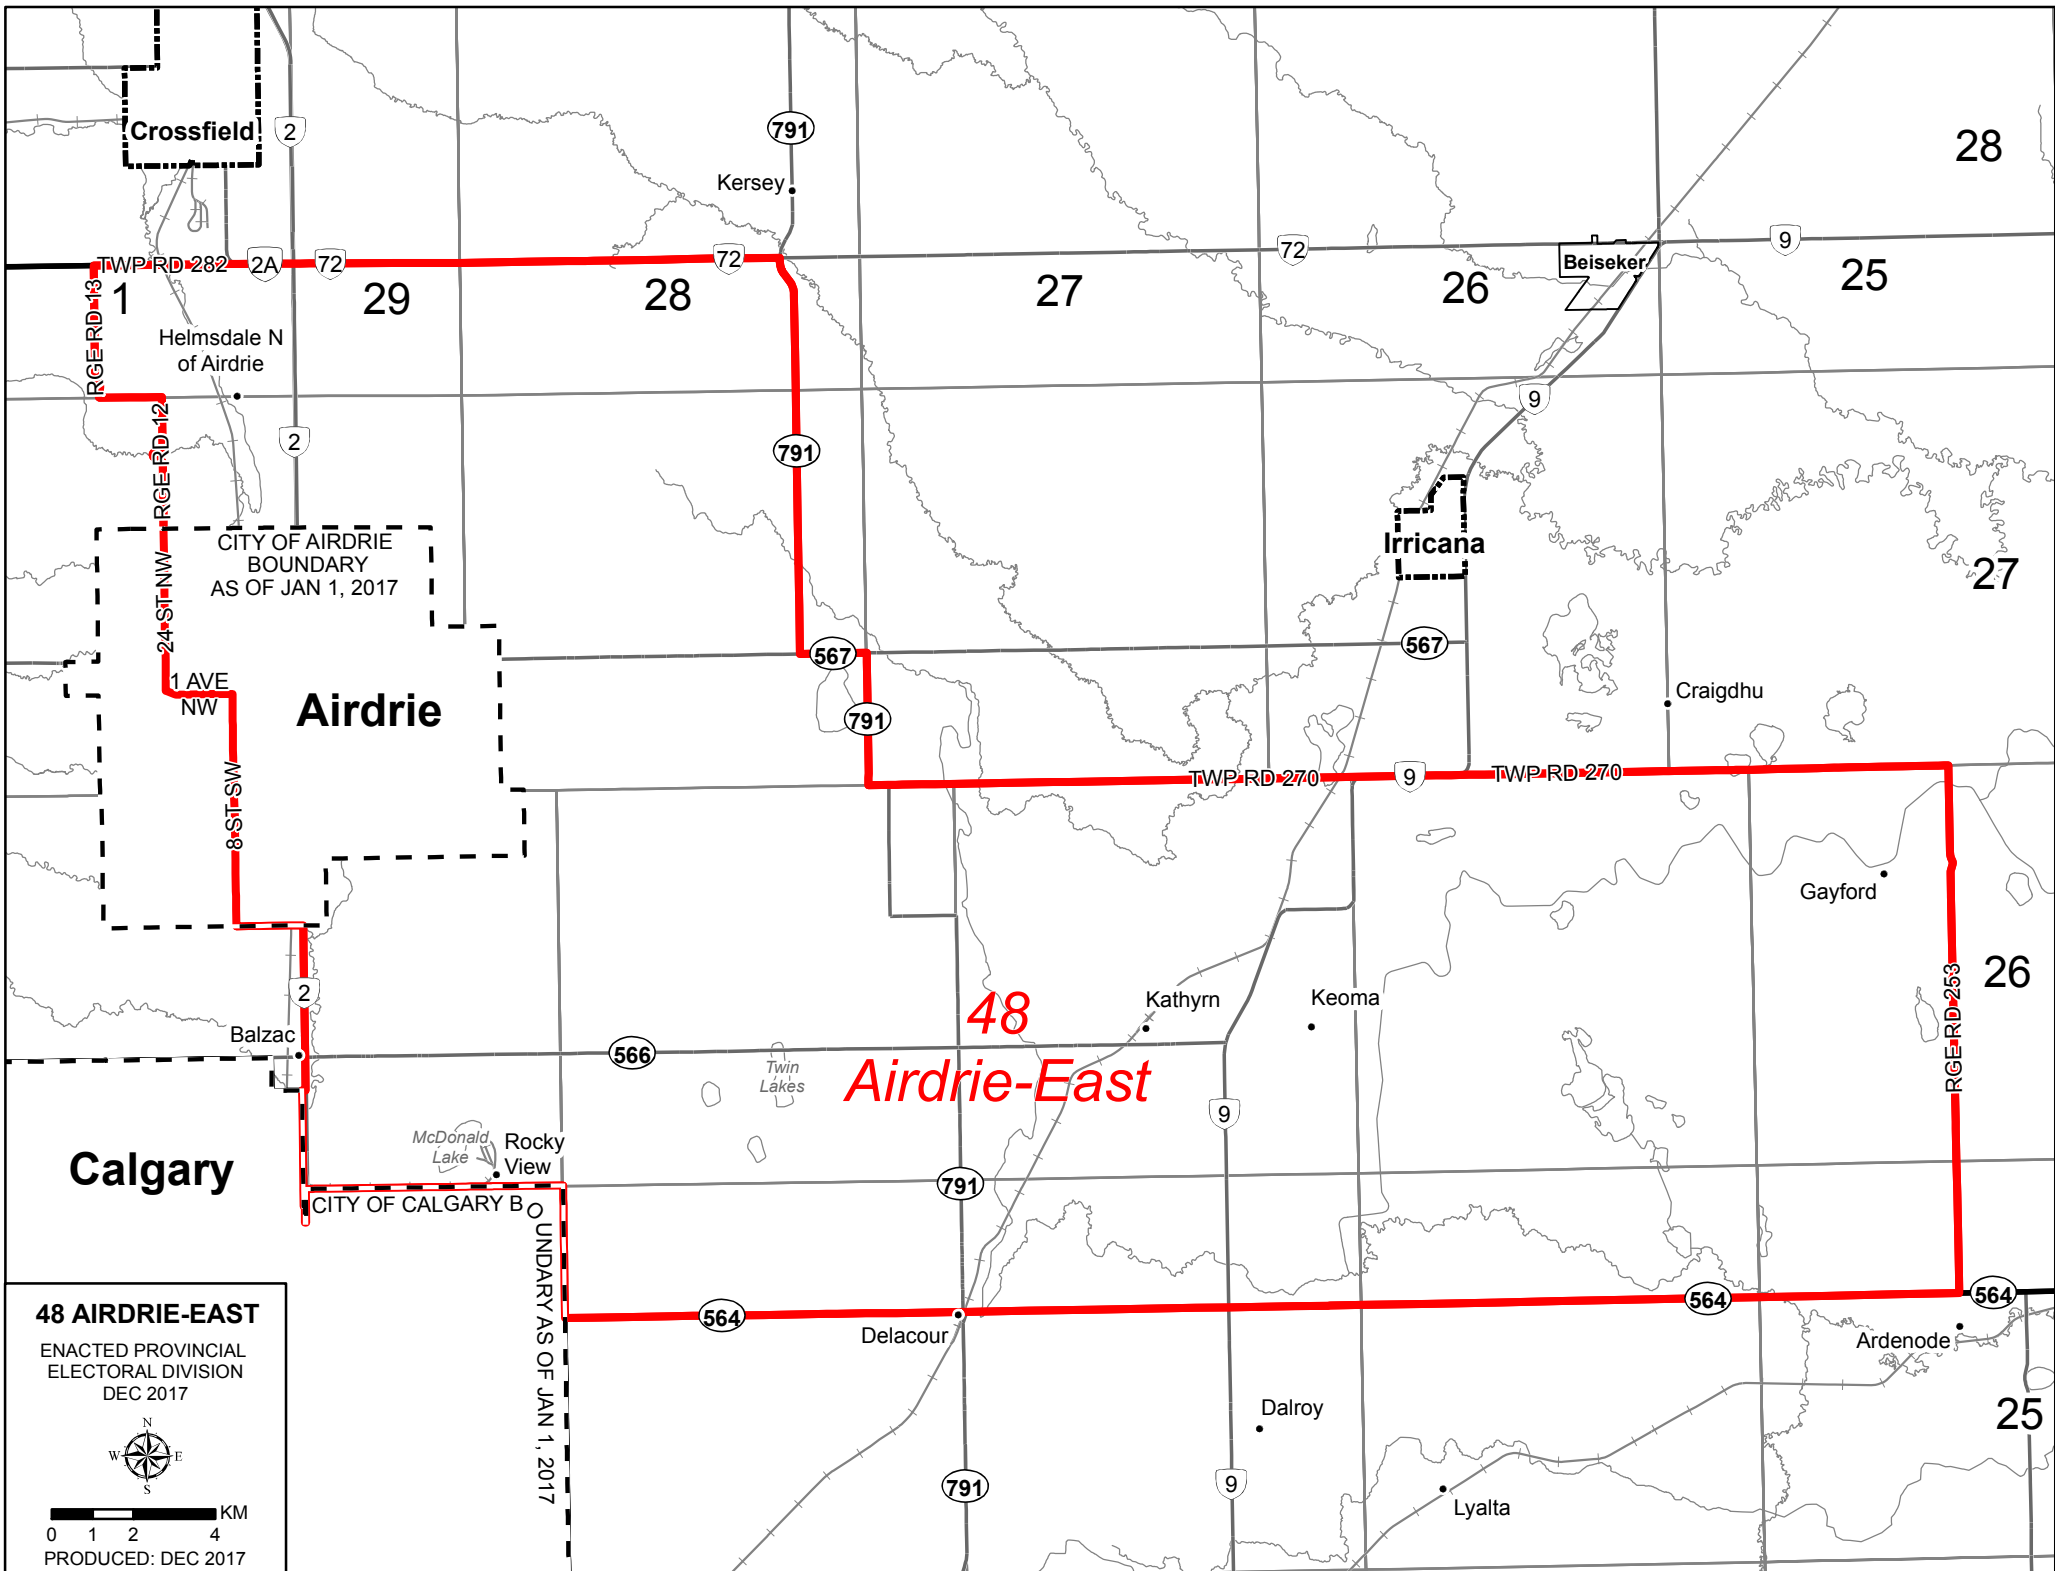 Crossfield
2
791
28
Kersey
TWP RD 282
2A
72
72
72
9
Beiseker
RGE RD 13
1
29
28
27
26
25
Helmsdale N
of Airdrie
RGE RD 12
2
791
9
CITY OF AIRDRIE
BOUNDARY
AS OF JAN 1, 2017
Irricana
27
24 ST NW
567
567
1 AVE
NW
Airdrie
791
Craigdhu
8 ST SW
TWP RD 270
9
TWP RD 270
Gayford
2
48
Airdrie-East
Kathyrn
Keoma
26
RGE RD 253
Balzac
566
Twin
Lakes
9
McDonald
Lake
Rocky
View
Calgary
791
CITY OF CALGARY BOUNDARY AS OF JAN 1, 2017
564
564
564
Delacour
Ardenode
Dalroy
25
791
9
Lyalta
48 AIRDRIE-EAST
ENACTED PROVINCIAL
ELECTORAL DIVISION
DEC 2017
N
W E
S
KM
0 1 2 4
PRODUCED: DEC 2017